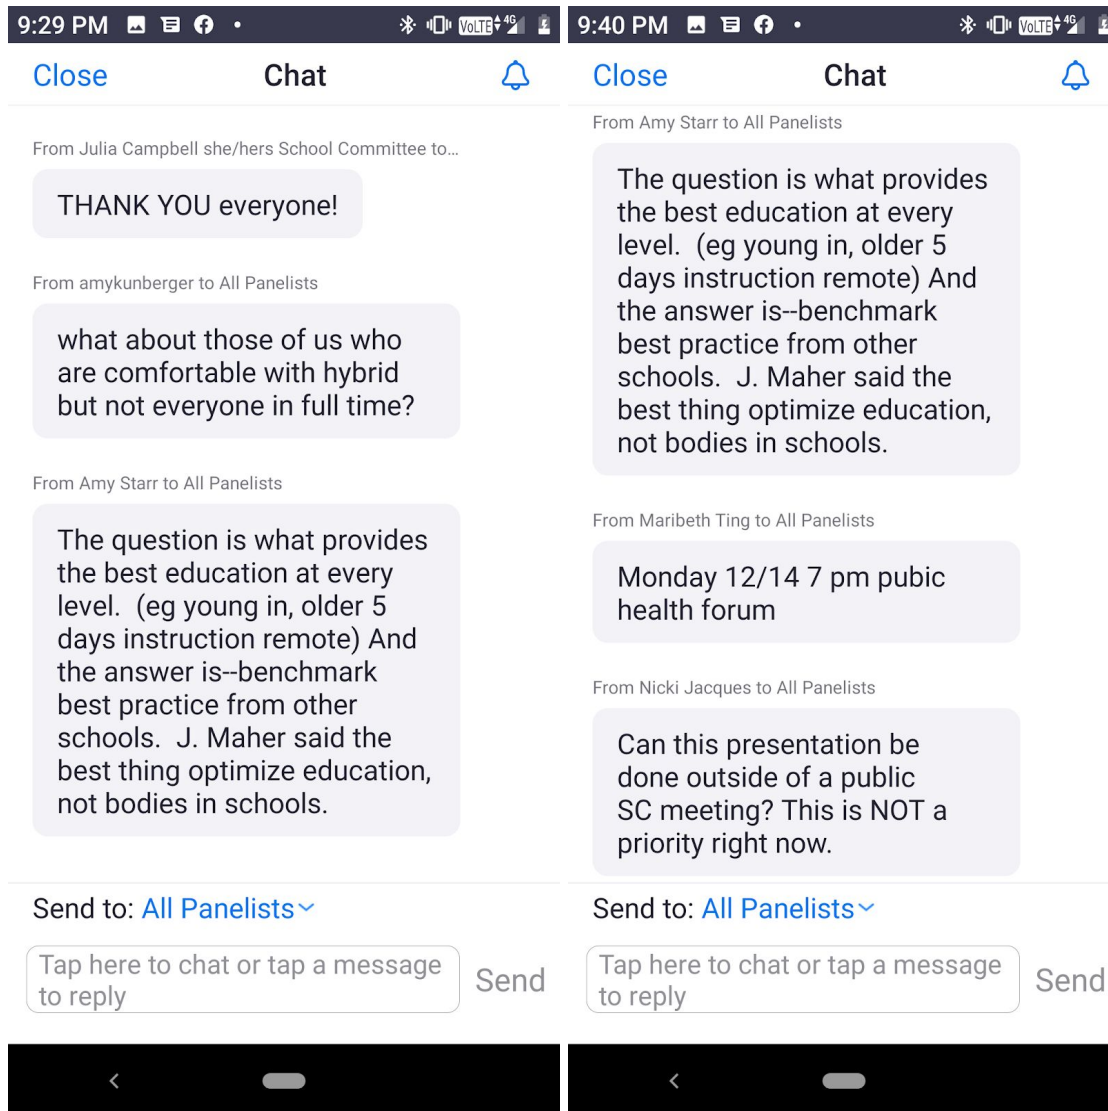 9:29 PM
VoLTE 4G
Close
Chat
From Julia Campbell she/hers School Committee to...
THANK YOU everyone!
From amykunberger to All Panelists
what about those of us who
are comfortable with hybrid
but not everyone in full time?
From Amy Starr to All Panelists
The question is what provides
the best education at every
level.  (eg young in, older 5
days instruction remote) And
the answer is--benchmark
best practice from other
schools.  J. Maher said the
best thing optimize education,
not bodies in schools.
Send to: All Panelists
Tap here to chat or tap a message
to reply
Send
9:40 PM
VoLTE 4G
Close
Chat
From Amy Starr to All Panelists
The question is what provides
the best education at every
level.  (eg young in, older 5
days instruction remote) And
the answer is--benchmark
best practice from other
schools.  J. Maher said the
best thing optimize education,
not bodies in schools.
From Maribeth Ting to All Panelists
Monday 12/14 7 pm pubic
health forum
From Nicki Jacques to All Panelists
Can this presentation be
done outside of a public
SC meeting? This is NOT a
priority right now.
Send to: All Panelists
Tap here to chat or tap a message
to reply
Send